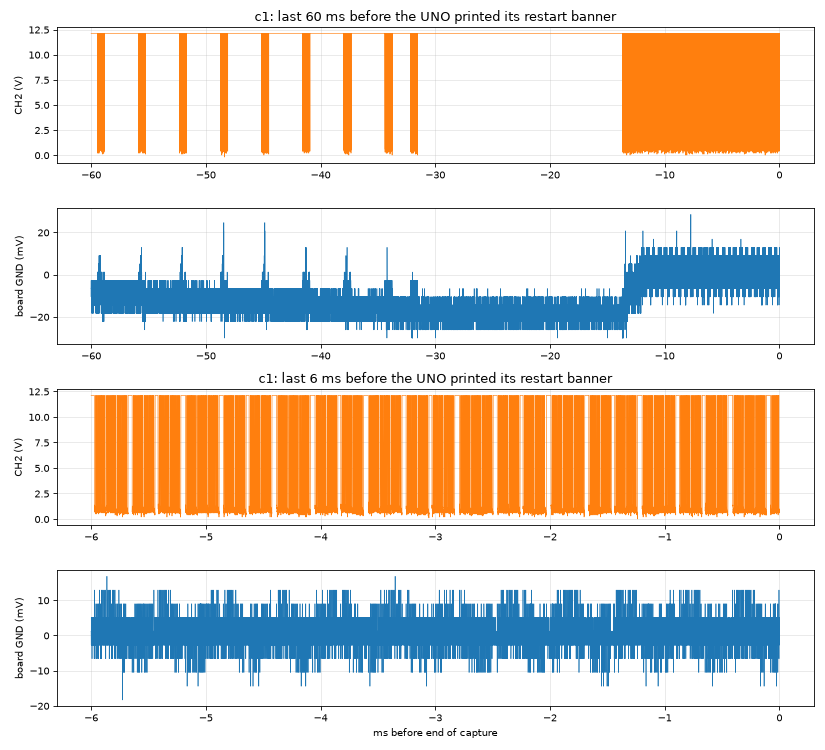 c1: last 60 ms before the UNO printed its restart banner
CH2 (V)
12.5
10.0
7.5
5.0
2.5
0.0
−60 −50 −40 −30 −20 −10 0
board GND (mV)
20
0
−20
−60 −50 −40 −30 −20 −10 0
c1: last 6 ms before the UNO printed its restart banner
CH2 (V)
12.5
10.0
7.5
5.0
2.5
0.0
−6 −5 −4 −3 −2 −1 0
board GND (mV)
10
0
−10
−20
−6 −5 −4 −3 −2 −1 0
ms before end of capture